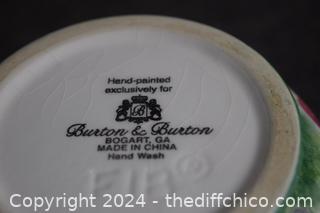 Hand-painted
exclusively for
B
Burton & Burton
BOGART, GA
MADE IN CHINA
Hand Wash
Copyright 2024 - thediffchico.com